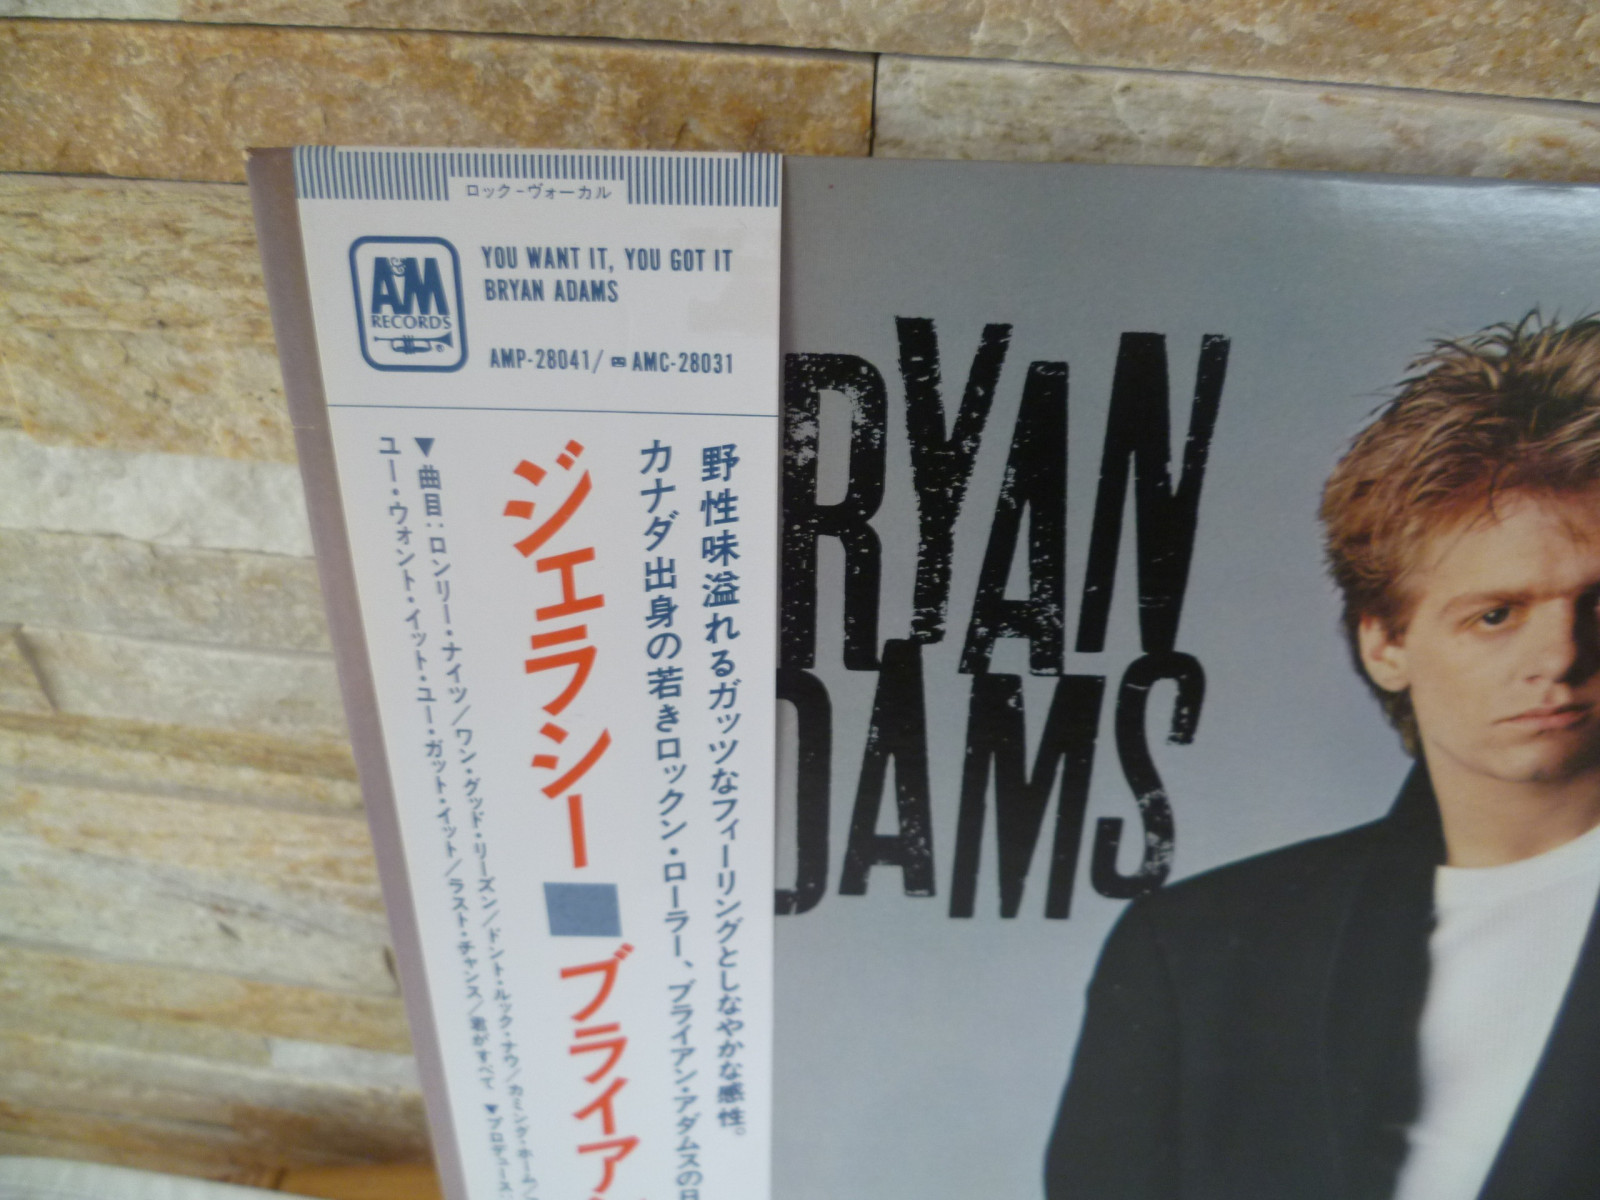 ロック-ヴォーカル
A&M
RECORDS
YOU WANT IT, YOU GOT IT
BRYAN ADAMS
AMP-28041/ AMC-28031
野性味溢れるガッツなフィーリングとしなやかな感性。
カナダ出身の若きロックン・ローラー、ブライアン・アダムスの日
ジェラシー■ブライア
▼曲目:ロンリー・ナイツ/ワン・グッド・リーズン/ドント・ルック・ナウ/カミング・ホーム/
ユー・ウォント・イット・ユー・ガット・イット/ラスト・チャンス/君がすべて ▼プロデュース
BRYAN
ADAMS